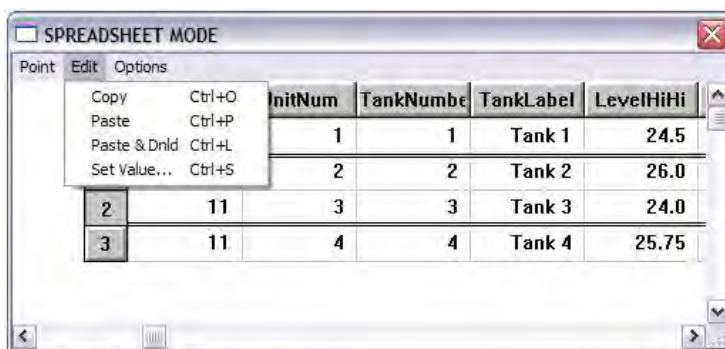 SPREADSHEET MODE
Point Edit Options
Copy Ctrl+O
Paste Ctrl+P
Paste & Dnld Ctrl+L
Set Value... Ctrl+S
UnitNum TankNumbe TankLabel LevelHiHi
1 1 Tank 1 24.5
2 2 Tank 2 26.0
2 11 3 3 Tank 3 24.0
3 11 4 4 Tank 4 25.75